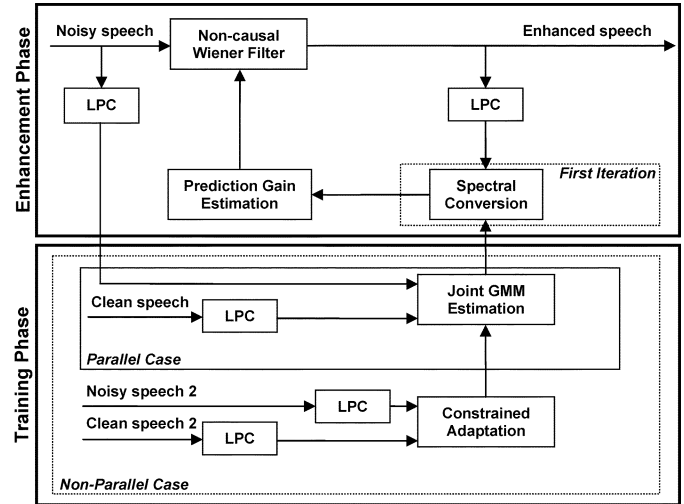 Enhancement Phase
Noisy speech
Non-causal
Wiener Filter
Enhanced speech
LPC
LPC
First Iteration
Prediction Gain
Estimation
Spectral
Conversion
Training Phase
Clean speech
LPC
Joint GMM
Estimation
Parallel Case
Noisy speech 2
LPC
Clean speech 2
LPC
Constrained
Adaptation
Non-Parallel Case